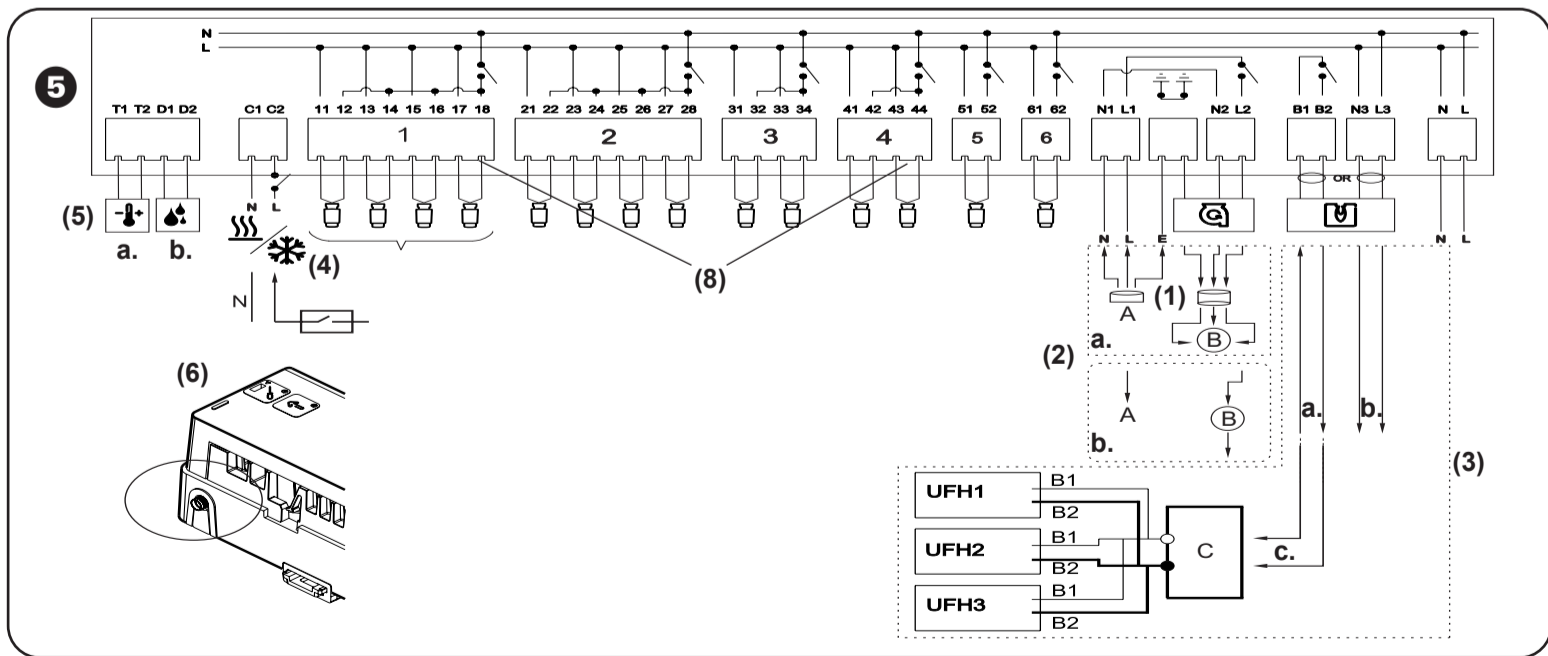 N
L
5
T1 T2 D1 D2
C1 C2
11 12 13 14 15 16 17 18
21 22 23 24 25 26 27 28
31 32 33 34
41 42 43 44
51 52
61 62
N1 L1
N2 L2
B1 B2 N3 L3
N L
1
2
3
4
5
6
OR
(5)
a. b.
N L
(4)
N
(8)
N L E
N L
(1)
A
B
a.
(2)
A
B
b.
a. b.
(3)
(6)
UFH1
B1
B2
UFH2
B1
B2
UFH3
B1
B2
C
c.